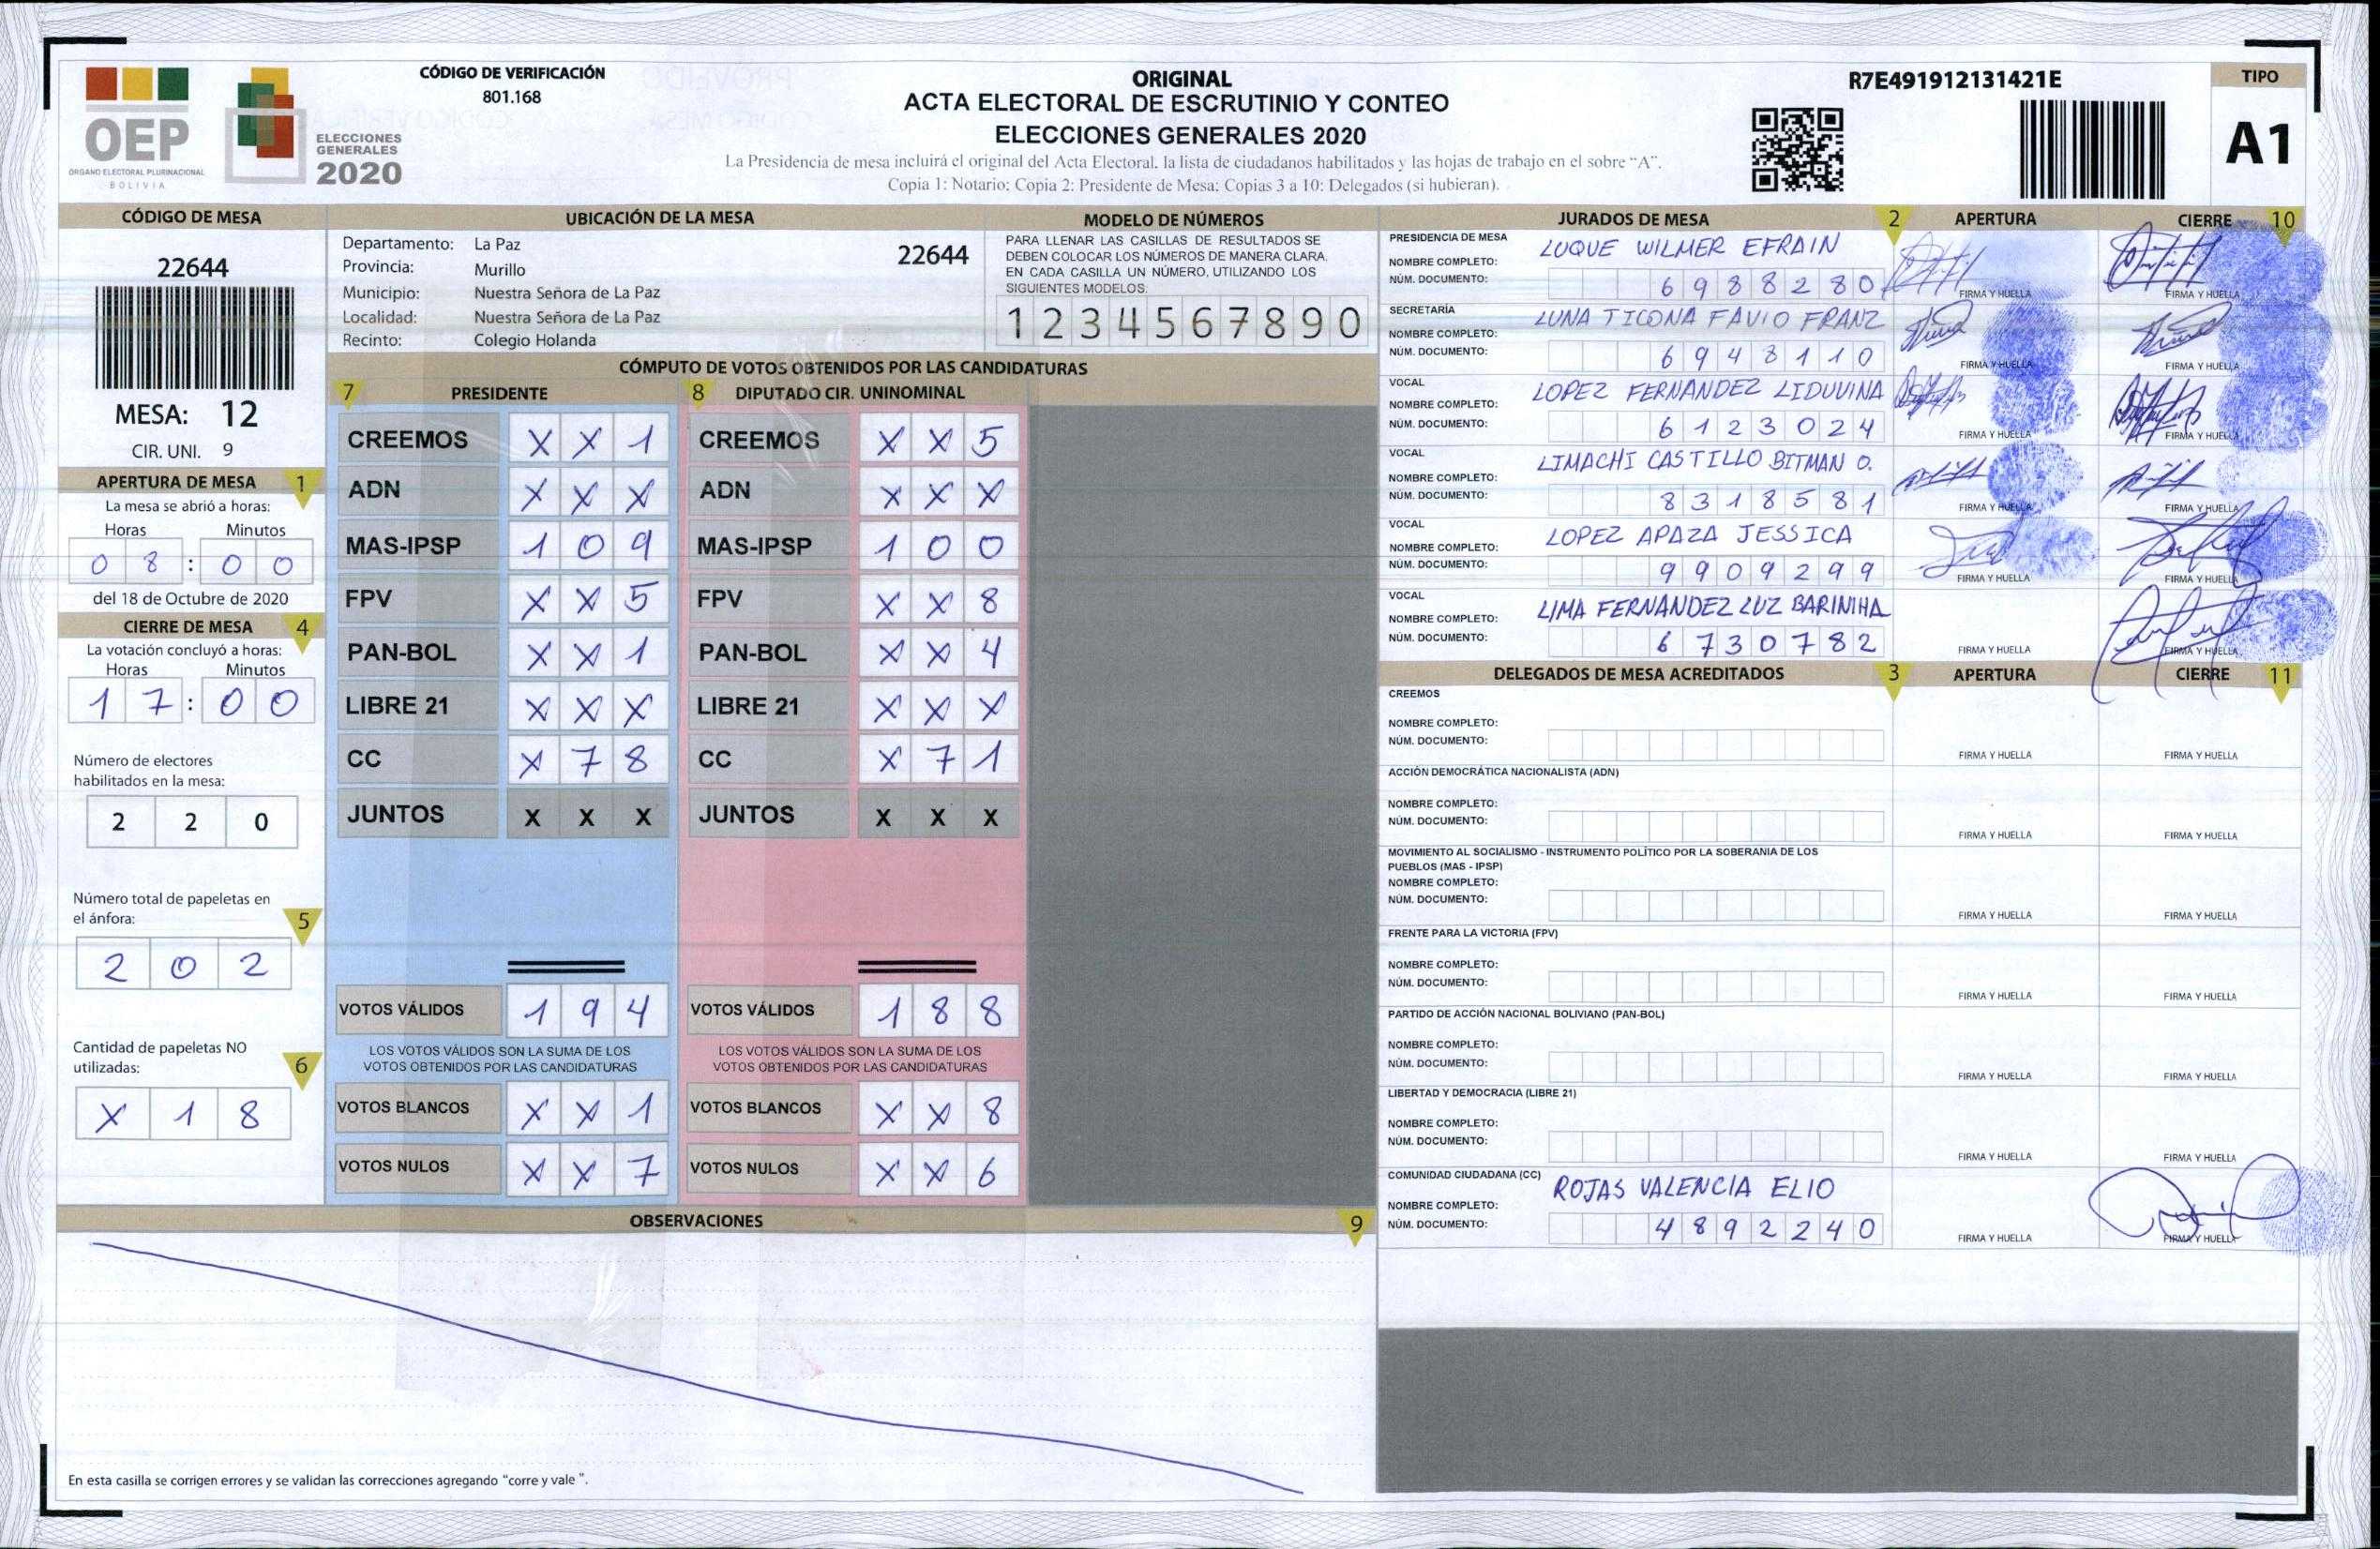 OEP
ÓRGANO ELECTORAL PLURINACIONAL
BOLIVIA
ELECCIONES
GENERALES
2020
CÓDIGO DE VERIFICACIÓN
801.168
ORIGINAL
ACTA ELECTORAL DE ESCRUTINIO Y CONTEO
ELECCIONES GENERALES 2020
La Presidencia de mesa incluirá el original del Acta Electoral, la lista de ciudadanos habilitados y las hojas de trabajo en el sobre “A”.
Copia 1: Notario; Copia 2: Presidente de Mesa; Copias 3 a 10: Delegados (si hubieran).
R7E491912131421E
TIPO
A1
CÓDIGO DE MESA
22644
MESA: 12
CIR. UNI. 9
APERTURA DE MESA 1
La mesa se abrió a horas:
Horas Minutos
0 8 : 0 0
del 18 de Octubre de 2020
CIERRE DE MESA 4
La votación concluyó a horas:
Horas Minutos
1 7 : 0 0
Número de electores
habilitados en la mesa:
2 2 0
Número total de papeletas en
el ánfora: 5
2 0 2
Cantidad de papeletas NO
utilizadas: 6
X 1 8
UBICACIÓN DE LA MESA
Departamento: La Paz 22644
Provincia: Murillo
Municipio: Nuestra Señora de La Paz
Localidad: Nuestra Señora de La Paz
Recinto: Colegio Holanda
MODELO DE NÚMEROS
PARA LLENAR LAS CASILLAS DE RESULTADOS SE
DEBEN COLOCAR LOS NÚMEROS DE MANERA CLARA.
EN CADA CASILLA UN NÚMERO, UTILIZANDO LOS
SIGUIENTES MODELOS:
1 2 3 4 5 6 7 8 9 0
CÓMPUTO DE VOTOS OBTENIDOS POR LAS CANDIDATURAS
7 PRESIDENTE
CREEMOS X X 1
ADN X X X
MAS-IPSP 1 0 9
FPV X X 5
PAN-BOL X X 1
LIBRE 21 X X X
CC X 7 8
JUNTOS X X X
VOTOS VÁLIDOS 1 9 4
LOS VOTOS VÁLIDOS SON LA SUMA DE LOS
VOTOS OBTENIDOS POR LAS CANDIDATURAS
VOTOS BLANCOS X X 1
VOTOS NULOS X X 7
8 DIPUTADO CIR. UNINOMINAL
CREEMOS X X 5
ADN X X X
MAS-IPSP 1 0 0
FPV X X 8
PAN-BOL X X 4
LIBRE 21 X X X
CC X 7 1
JUNTOS X X X
VOTOS VÁLIDOS 1 8 8
LOS VOTOS VÁLIDOS SON LA SUMA DE LOS
VOTOS OBTENIDOS POR LAS CANDIDATURAS
VOTOS BLANCOS X X 8
VOTOS NULOS X X 6
OBSERVACIONES 9
En esta casilla se corrigen errores y se validan las correcciones agregando “corre y vale ”.
JURADOS DE MESA 2 APERTURA CIERRE 10
PRESIDENCIA DE MESA
NOMBRE COMPLETO: LUQUE WILMER EFRAIN
NÚM. DOCUMENTO: 6 9 8 8 2 8 0
FIRMA Y HUELLA FIRMA Y HUELLA
SECRETARÍA
NOMBRE COMPLETO: LUNA TICONA FAVIO FRANZ
NÚM. DOCUMENTO: 6 9 4 8 1 1 0
FIRMA Y HUELLA FIRMA Y HUELLA
VOCAL
NOMBRE COMPLETO: LOPEZ FERNANDEZ LIDUVINA
NÚM. DOCUMENTO: 6 1 2 3 0 2 4
FIRMA Y HUELLA FIRMA Y HUELLA
VOCAL
NOMBRE COMPLETO: LIMACHI CASTILLO BITMAN O.
NÚM. DOCUMENTO: 8 3 1 8 5 8 1
FIRMA Y HUELLA FIRMA Y HUELLA
VOCAL
NOMBRE COMPLETO: LOPEZ APAZA JESSICA
NÚM. DOCUMENTO: 9 9 0 9 2 9 9
FIRMA Y HUELLA FIRMA Y HUELLA
VOCAL
NOMBRE COMPLETO: LIMA FERNANDEZ LUZ BARINIHA
NÚM. DOCUMENTO: 6 7 3 0 7 8 2
FIRMA Y HUELLA FIRMA Y HUELLA
DELEGADOS DE MESA ACREDITADOS 3 APERTURA CIERRE 11
CREEMOS
NOMBRE COMPLETO:
NÚM. DOCUMENTO:
FIRMA Y HUELLA FIRMA Y HUELLA
ACCIÓN DEMOCRÁTICA NACIONALISTA (ADN)
NOMBRE COMPLETO:
NÚM. DOCUMENTO:
FIRMA Y HUELLA FIRMA Y HUELLA
MOVIMIENTO AL SOCIALISMO - INSTRUMENTO POLÍTICO POR LA SOBERANIA DE LOS
PUEBLOS (MAS - IPSP)
NOMBRE COMPLETO:
NÚM. DOCUMENTO:
FIRMA Y HUELLA FIRMA Y HUELLA
FRENTE PARA LA VICTORIA (FPV)
NOMBRE COMPLETO:
NÚM. DOCUMENTO:
FIRMA Y HUELLA FIRMA Y HUELLA
PARTIDO DE ACCIÓN NACIONAL BOLIVIANO (PAN-BOL)
NOMBRE COMPLETO:
NÚM. DOCUMENTO:
FIRMA Y HUELLA FIRMA Y HUELLA
LIBERTAD Y DEMOCRACIA (LIBRE 21)
NOMBRE COMPLETO:
NÚM. DOCUMENTO:
FIRMA Y HUELLA FIRMA Y HUELLA
COMUNIDAD CIUDADANA (CC)
NOMBRE COMPLETO: ROJAS VALENCIA ELIO
NÚM. DOCUMENTO: 4 8 9 2 2 4 0
FIRMA Y HUELLA FIRMA Y HUELLA